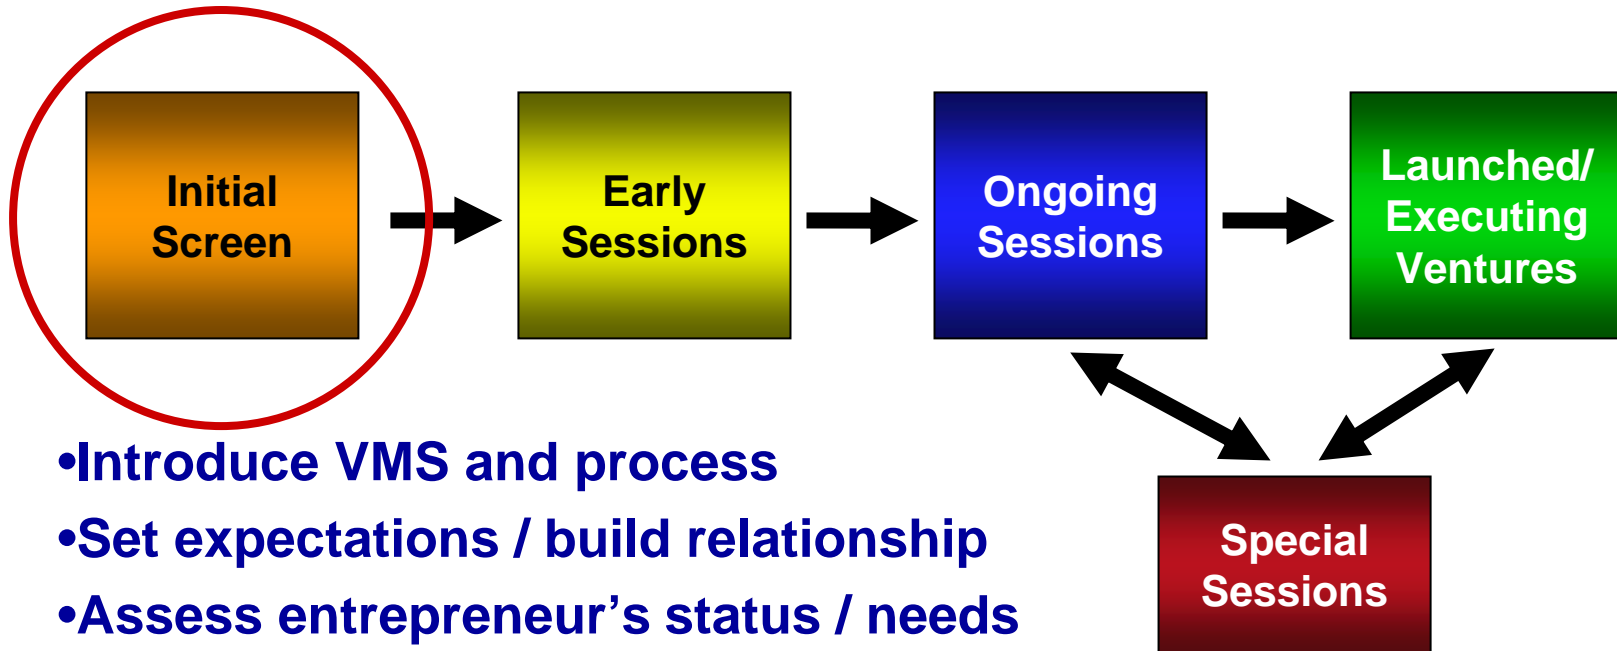 Initial
Screen
Early
Sessions
Ongoing
Sessions
Launched/
Executing
Ventures
•Introduce VMS and process
•Set expectations / build relationship
•Assess entrepreneur’s status / needs
Special
Sessions